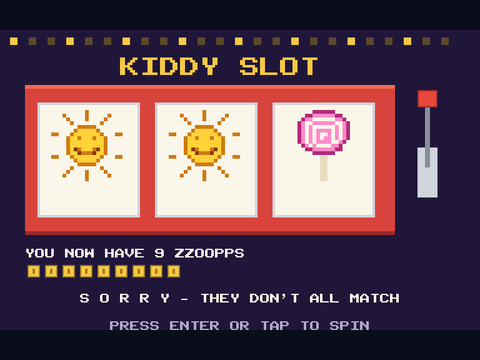 KIDDY SLOT
YOU NOW HAVE 9 ZZOOPPS
S O R R Y - THEY DON'T ALL MATCH
PRESS ENTER OR TAP TO SPIN